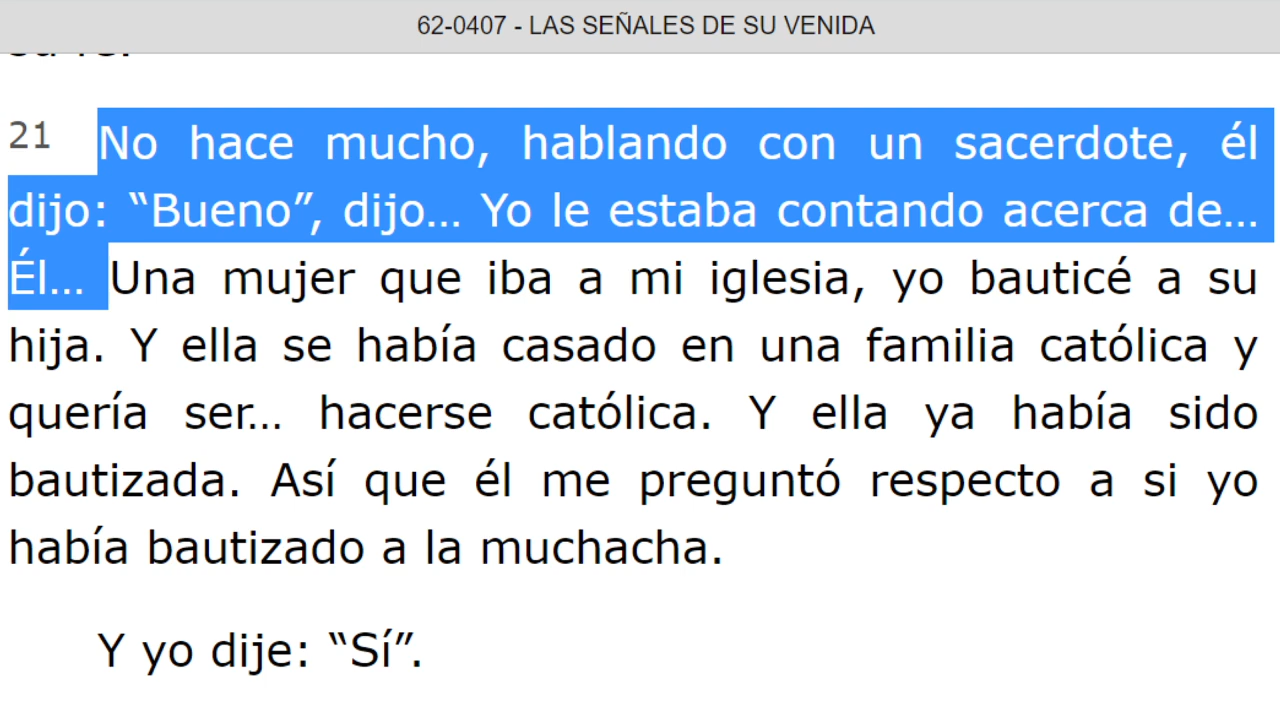 62-0407 - LAS SEÑALES DE SU VENIDA
21 No hace mucho, hablando con un sacerdote, él
dijo: “Bueno”, dijo... Yo le estaba contando acerca de...
Él... Una mujer que iba a mi iglesia, yo bauticé a su
hija. Y ella se había casado en una familia católica y
quería ser... hacerse católica. Y ella ya había sido
bautizada. Así que él me preguntó respecto a si yo
había bautizado a la muchacha.
Y yo dije: “Sí”.